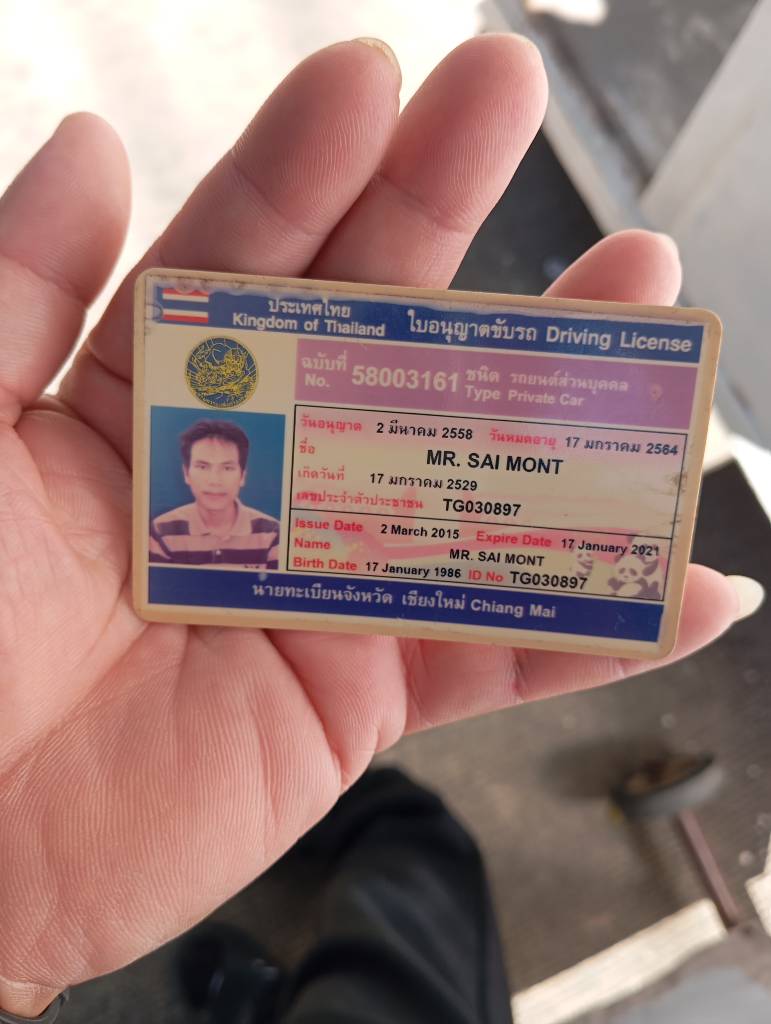 ประเทศไทย ใบอนุญาตขับรถ Driving License
Kingdom of Thailand
ฉบับที่ 58003161 ชนิด รถยนต์ส่วนบุคคล
No. Type Private Car
วันอนุญาต 2 มีนาคม 2558 วันหมดอายุ 17 มกราคม 2564
ชื่อ MR. SAI MONT
เกิดวันที่ 17 มกราคม 2529
เลขประจำตัวประชาชน TG030897
Issue Date 2 March 2015 Expire Date 17 January 2021
Name MR. SAI MONT
Birth Date 17 January 1986 ID No TG030897
นายทะเบียนจังหวัด เชียงใหม่ Chiang Mai